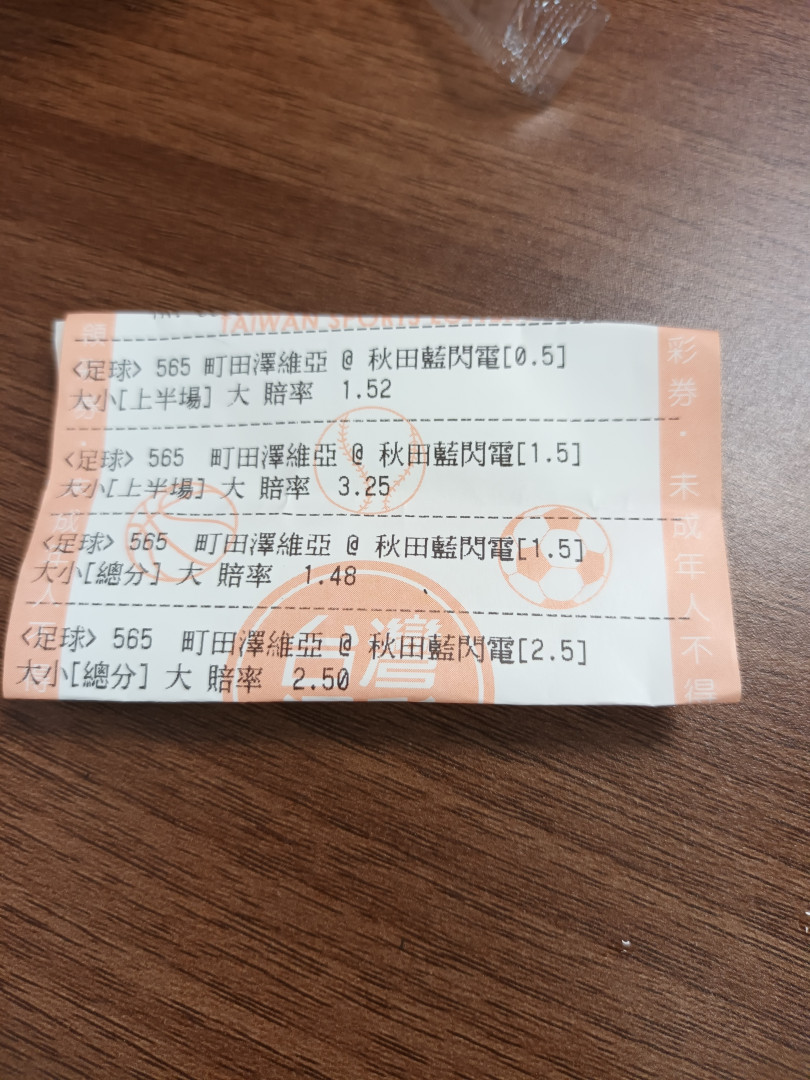 TAIWAN SPORTS
<足球> 565 町田澤維亞 @ 秋田藍閃電[0.5]
大小[上半場] 大 賠率 1.52
<足球> 565 町田澤維亞 @ 秋田藍閃電[1.5]
大小[上半場] 大 賠率 3.25
<足球> 565 町田澤維亞 @ 秋田藍閃電[1.5]
大小[總分] 大 賠率 1.48
<足球> 565 町田澤維亞 @ 秋田藍閃電[2.5]
大小[總分] 大 賠率 2.50
台灣
彩券・未成年人不得